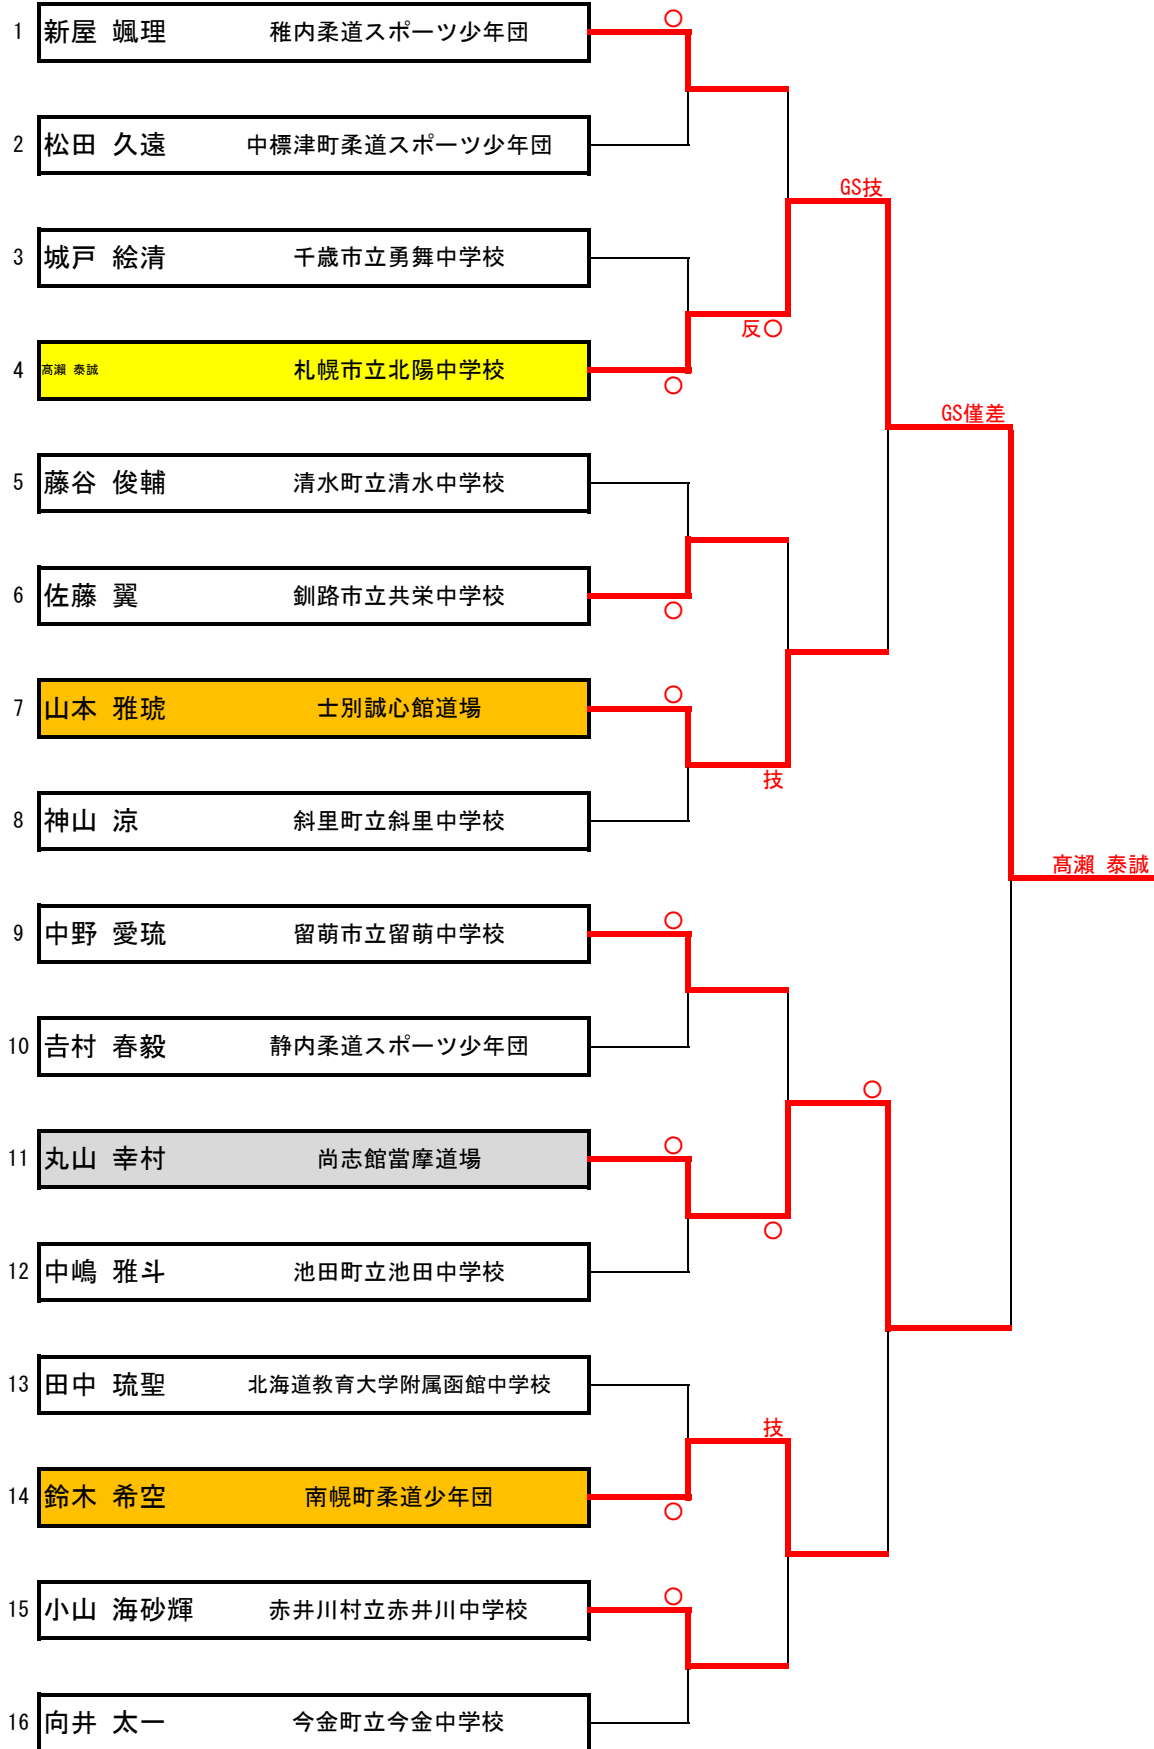 1 新屋 颯理 稚内柔道スポーツ少年団 〇
2 松田 久遠 中標津町柔道スポーツ少年団
GS技
3 城戸 絵清 千歳市立勇舞中学校
反〇
4 髙瀨 泰誠 札幌市立北陽中学校 〇
GS僅差
5 藤谷 俊輔 清水町立清水中学校
6 佐藤 翼 釧路市立共栄中学校 〇
7 山本 雅琥 士別誠心館道場 〇
技
8 神山 涼 斜里町立斜里中学校
髙瀨 泰誠
9 中野 愛琉 留萌市立留萌中学校 〇
10 吉村 春毅 静内柔道スポーツ少年団
〇
11 丸山 幸村 尚志館當摩道場 〇
〇
12 中嶋 雅斗 池田町立池田中学校
13 田中 琉聖 北海道教育大学附属函館中学校
技
14 鈴木 希空 南幌町柔道少年団 〇
15 小山 海砂輝 赤井川村立赤井川中学校 〇
16 向井 太一 今金町立今金中学校